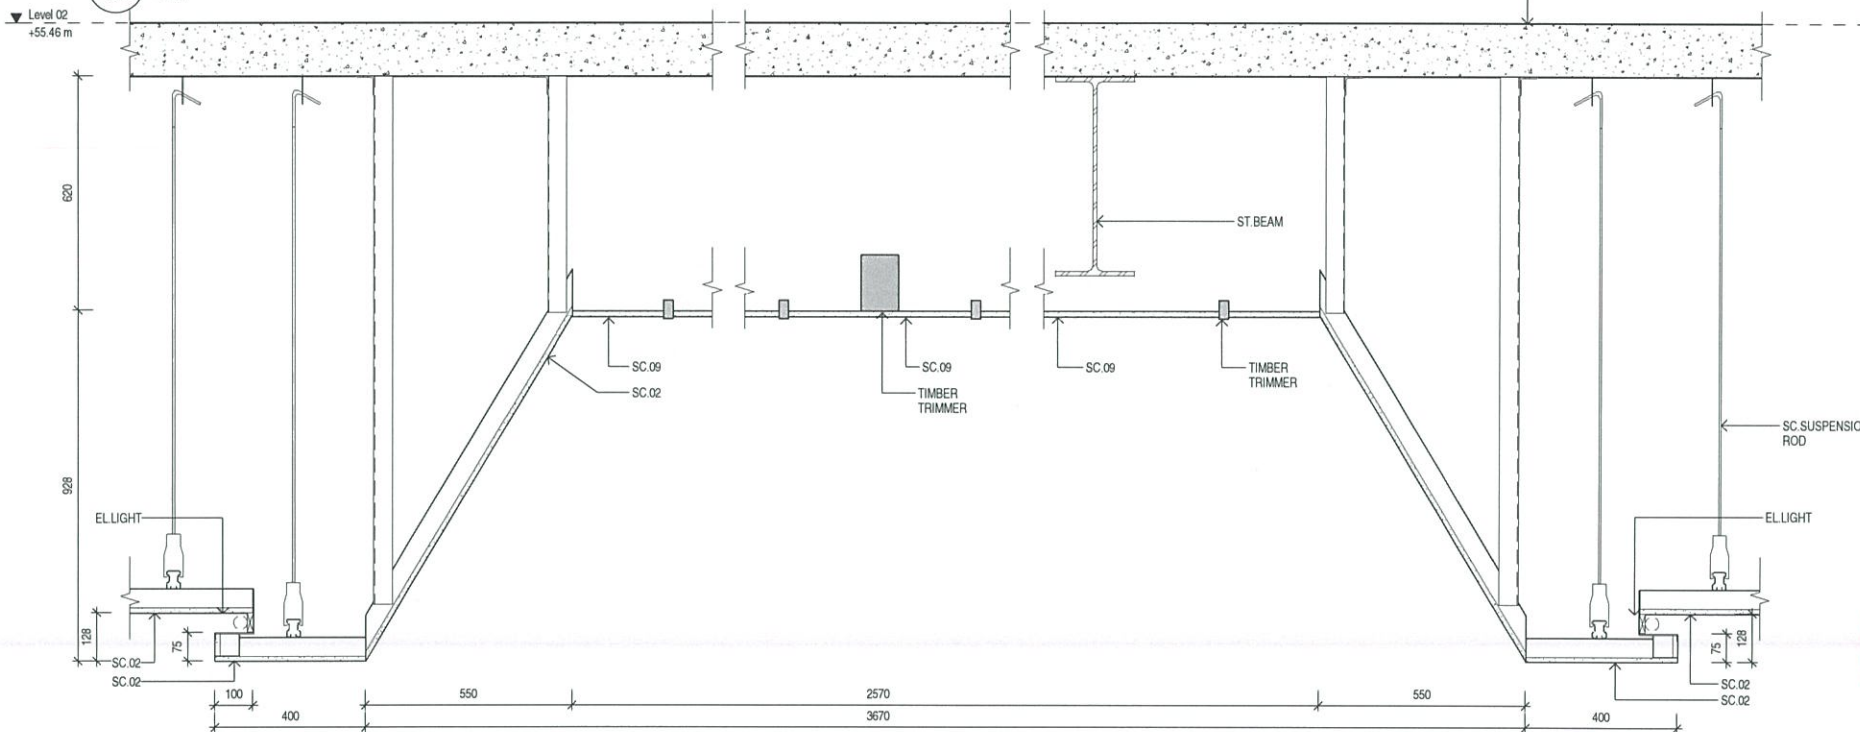 Level 02
+55.46 m
620
ST.BEAM
SC.09
SC.09
SC.09
TIMBER
TRIMMER
SC.02
TIMBER
TRIMMER
SC.SUSPENSIO
ROD
928
EL.LIGHT
EL.LIGHT
128
75
75
128
SC.02
SC.02
SC.02
SC.02
100
550
2570
550
400
3670
400